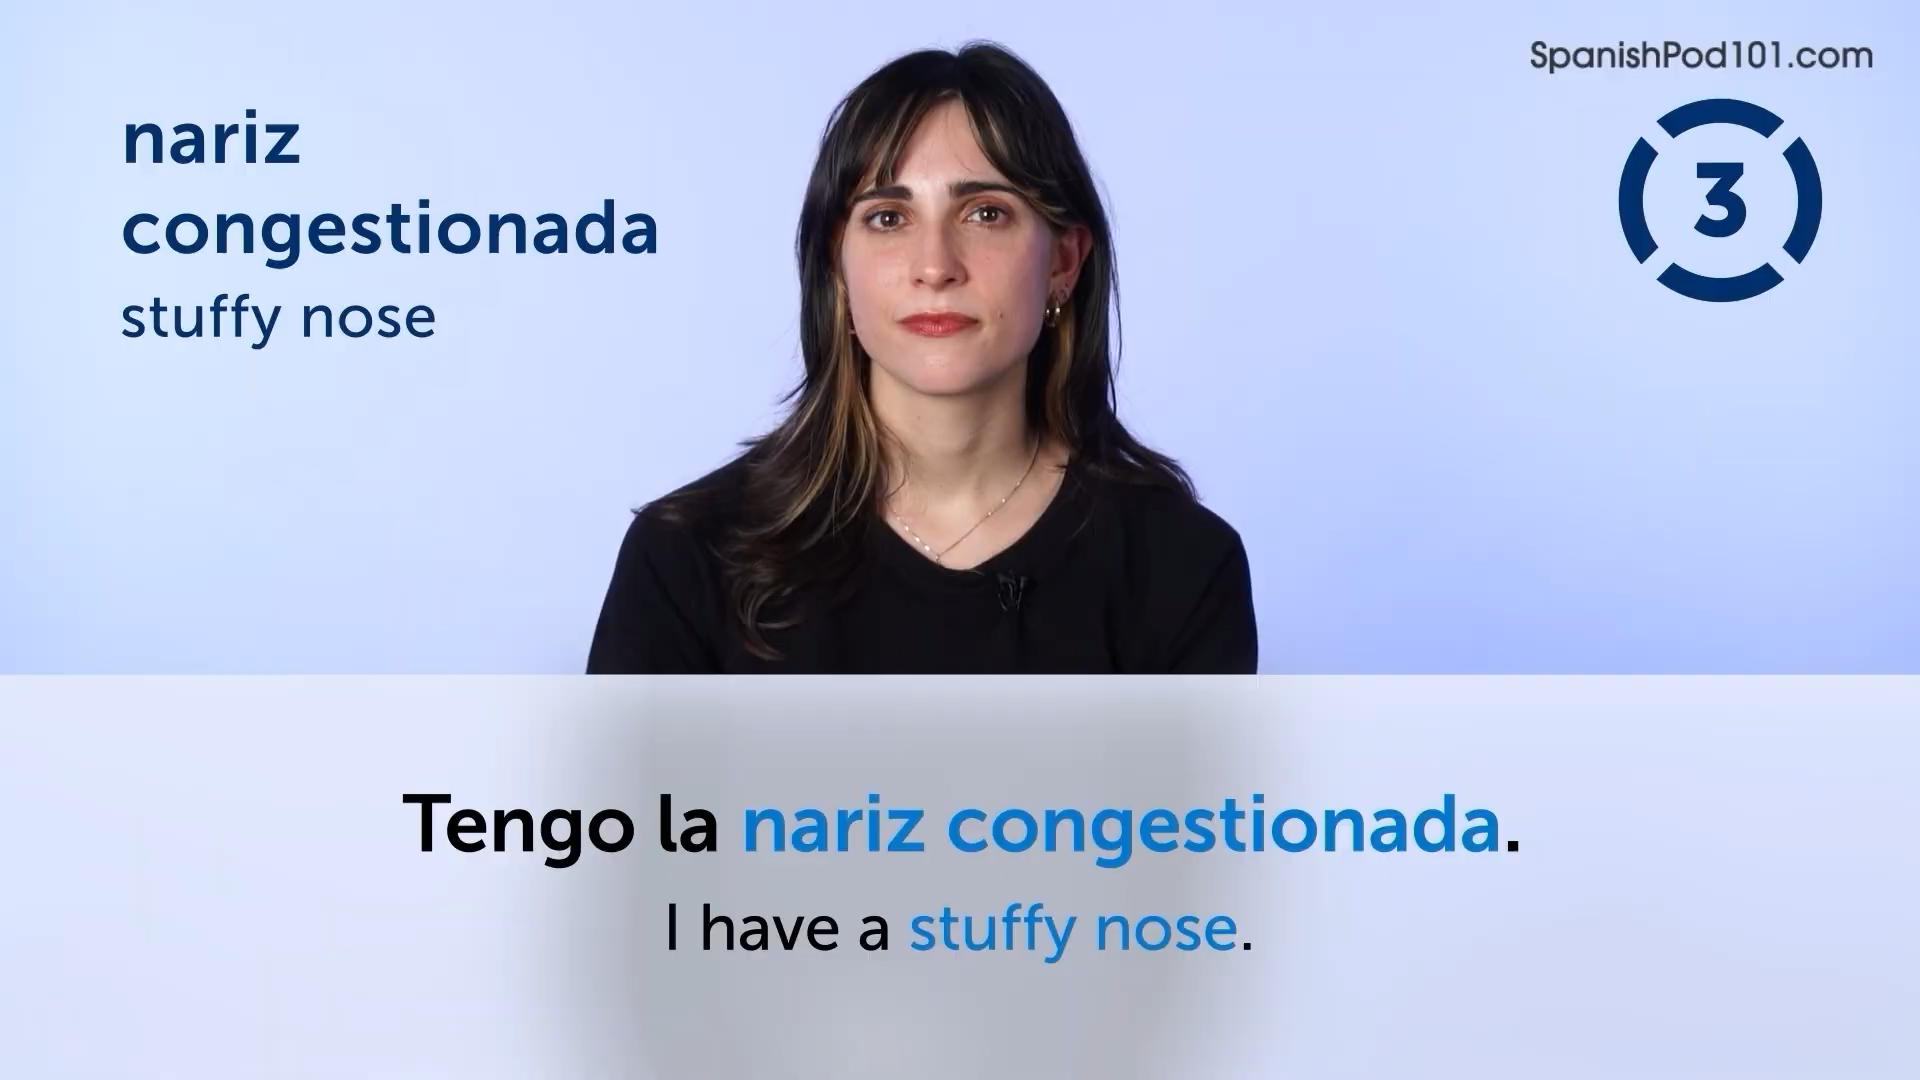 SpanishPod101.com
nariz
congestionada
stuffy nose
3
Tengo la nariz congestionada.
I have a stuffy nose.